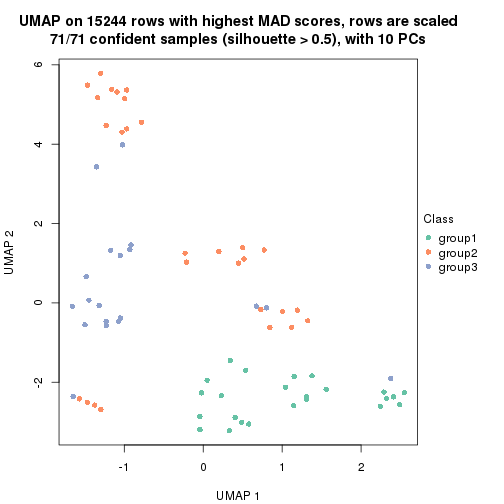 UMAP on 15244 rows with highest MAD scores, rows are scaled
71/71 confident samples (silhouette > 0.5), with 10 PCs
6
4
2
0
-2
UMAP 2
-1
0
1
2
UMAP 1
Class
group1
group2
group3